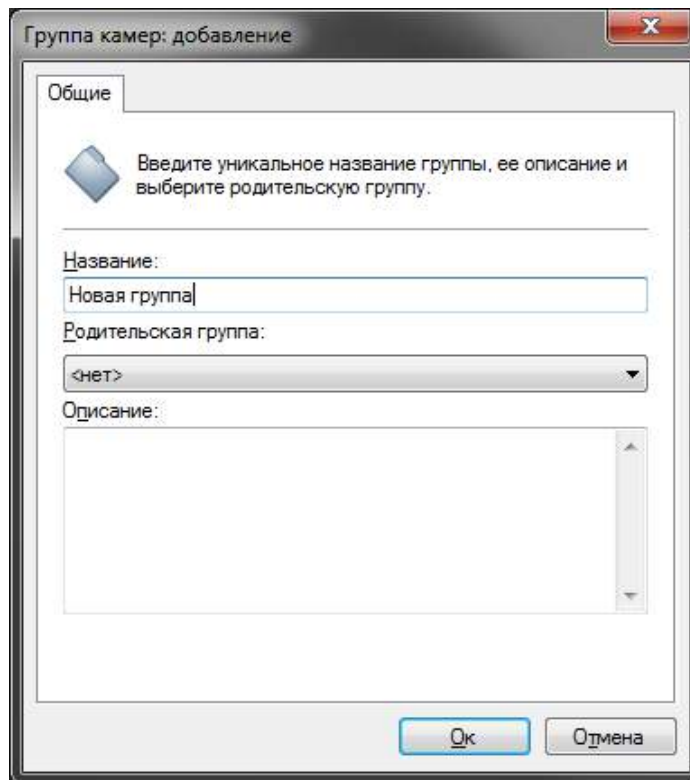 Группа камер: добавление
Общие
Введите уникальное название группы, ее описание и
выберите родительскую группу.
Название:
Новая группа
Родительская группа:
<нет>
Описание:
Ок
Отмена